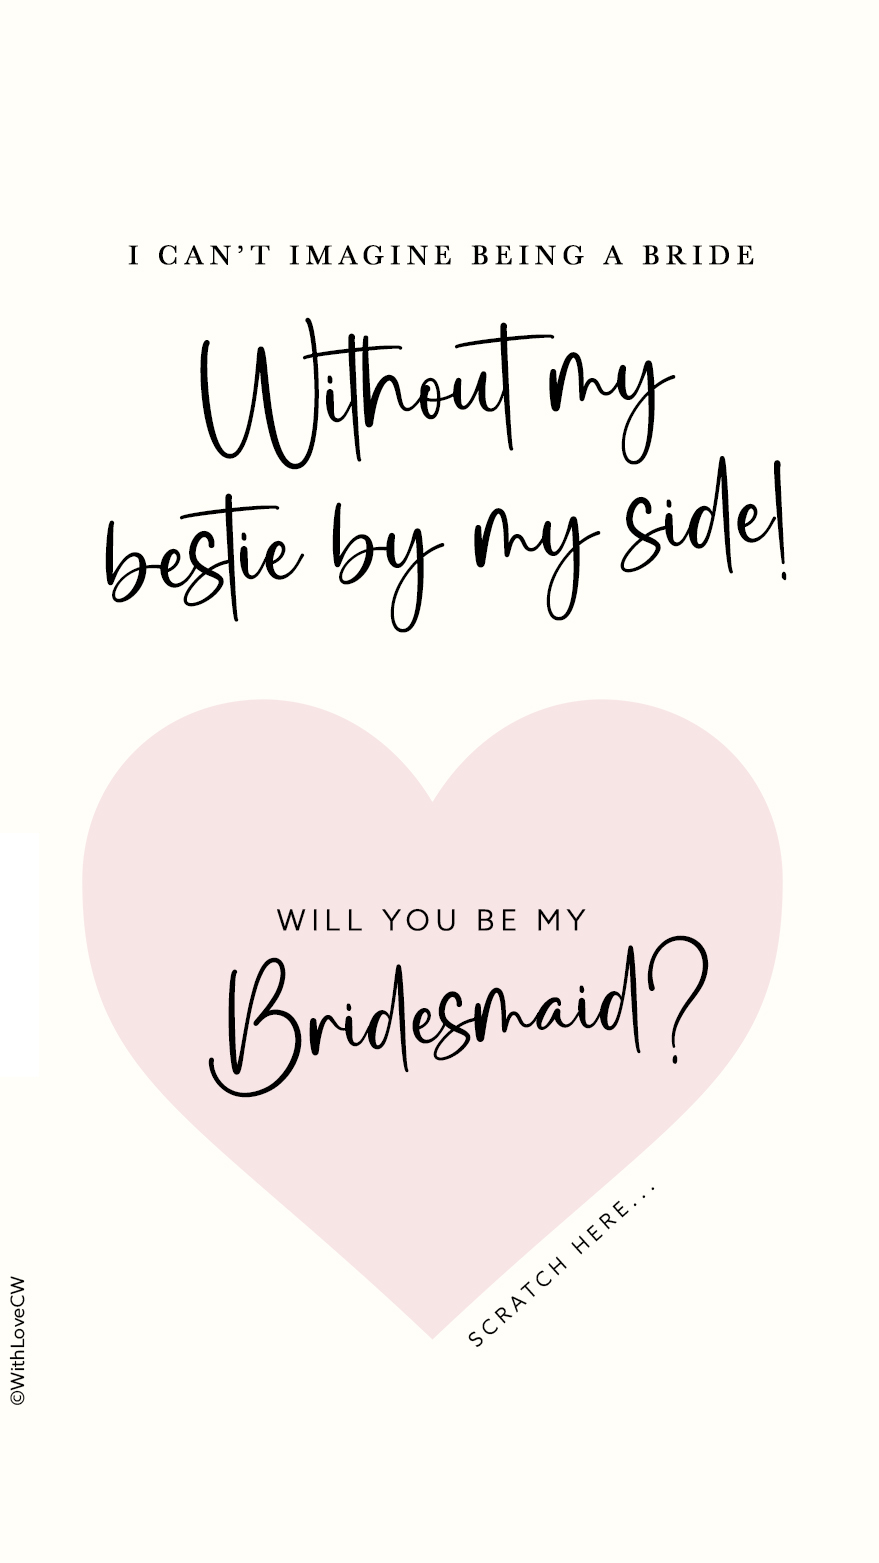 I CAN’T IMAGINE BEING A BRIDE
Without my
bestie by my side!
WILL YOU BE MY
Bridesmaid?
SCRATCH HERE...
©WithLoveCW